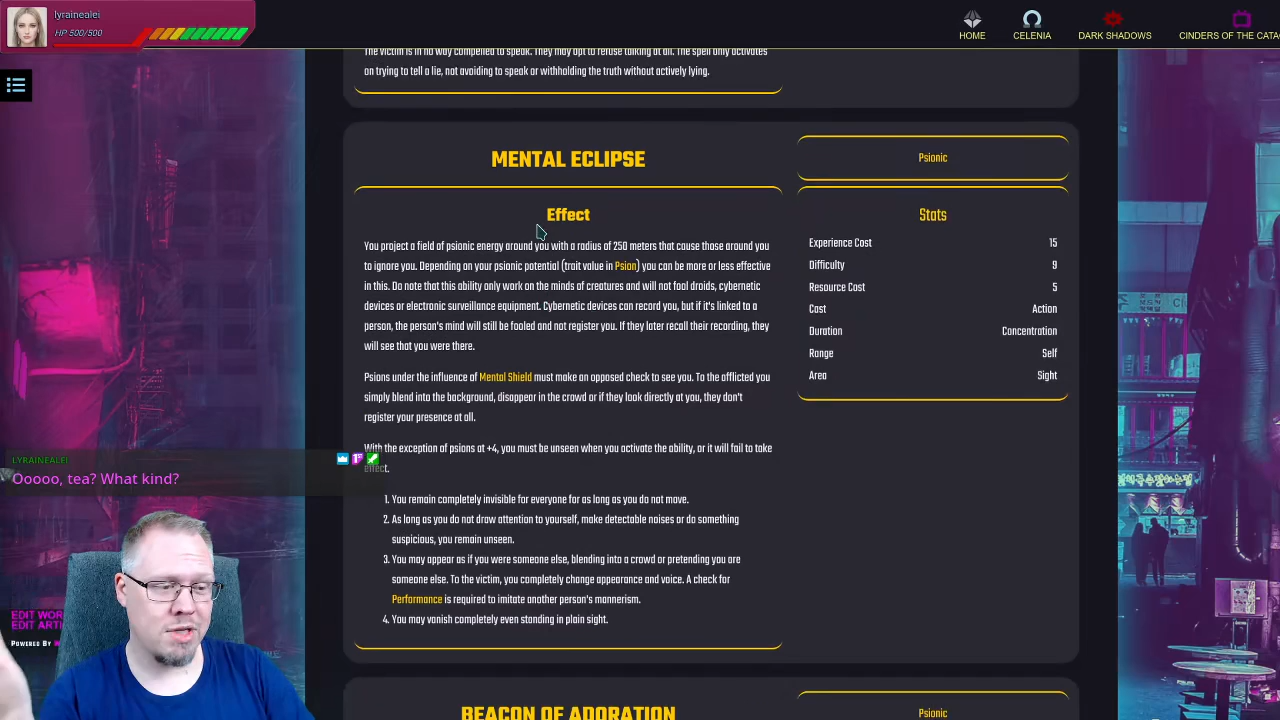 lyrainealei
HP 500/500
HOME
CELENIA
DARK SHADOWS
CINDERS OF THE CATA
The victim is in no way compelled to speak. They may opt to refuse talking at all. The spell only activates
on trying to tell a lie, not avoiding to speak or withholding the truth without actively lying.
MENTAL ECLIPSE
Psionic
Effect
You project a field of psionic energy around you with a radius of 250 meters that cause those around you
to ignore you. Depending on your psionic potential (trait value in Psion) you can be more or less effective
in this. Do note that this ability only work on the minds of creatures and will not fool droids, cybernetic
devices or electronic surveillance equipment. Cybernetic devices can record you, but if it's linked to a
person, the person's mind will still be fooled and not register you. If they later recall their recording, they
will see that you were there.
Psions under the influence of Mental Shield must make an opposed check to see you. To the afflicted you
simply blend into the background, disappear in the crowd or if they look directly at you, they don't
register your presence at all.
With the exception of psions at +4, you must be unseen when you activate the ability, or it will fail to take
effect.
1. You remain completely invisible for everyone for as long as you do not move.
2. As long as you do not draw attention to yourself, make detectable noises or do something
suspicious, you remain unseen.
3. You may appear as if you were someone else, blending into a crowd or pretending you are
someone else. To the victim, you completely change appearance and voice. A check for
Performance is required to imitate another person's mannerism.
4. You may vanish completely even standing in plain sight.
Stats
Experience Cost 15
Difficulty 9
Resource Cost 5
Cast Action
Duration Concentration
Range Self
Area Sight
LYRAINEALEI
Ooooo, tea? What kind?
EDIT WOR
EDIT ARTI
POWERED BY
BEACON OF ADORATION
Psionic